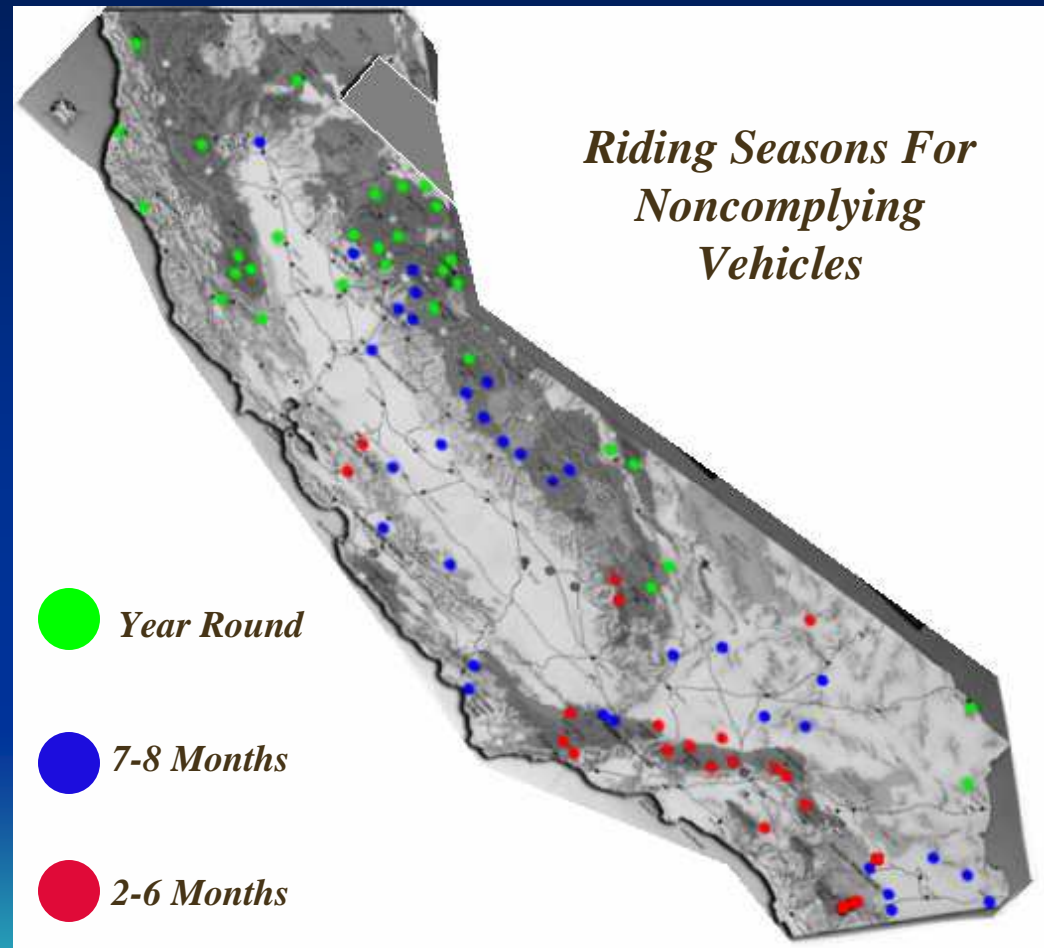 Riding Seasons For
Noncomplying
Vehicles
Year Round
7-8 Months
2-6 Months